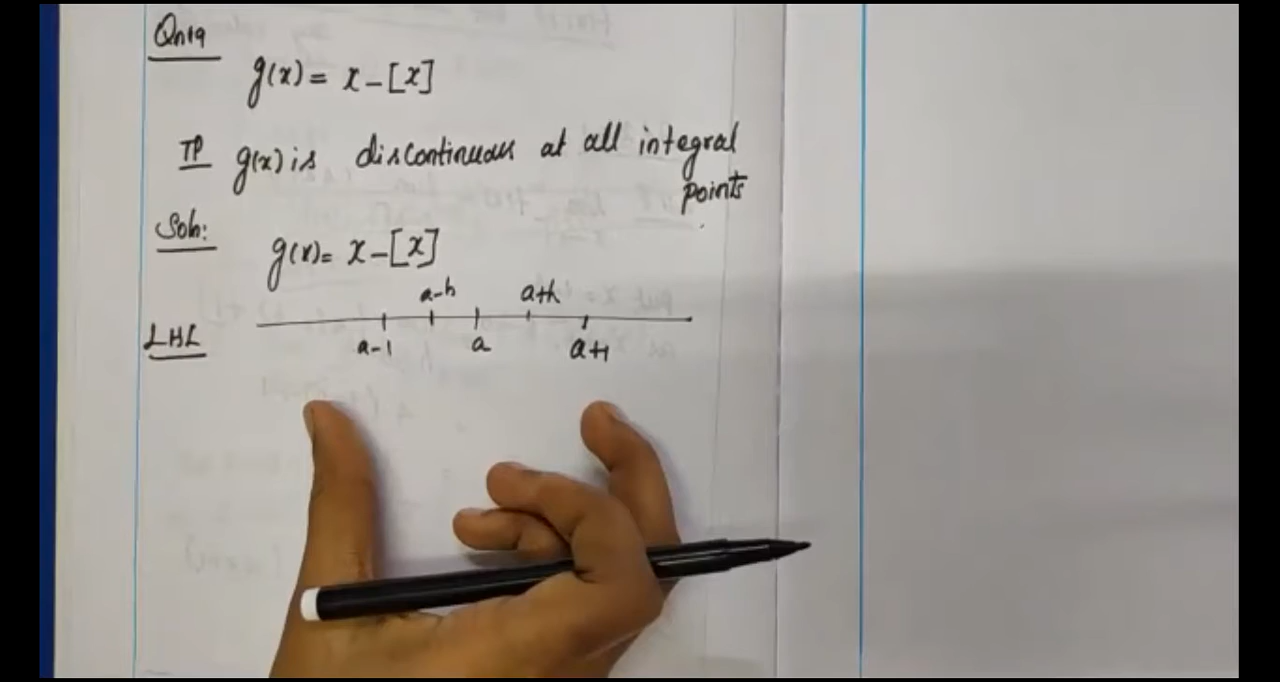 Qn19
g(x) = x – [x]
TP g(x) is discontinuous at all integral
points
Soln:
g(x) = x – [x]
a-h a+h
LHL
a-1 a a+1